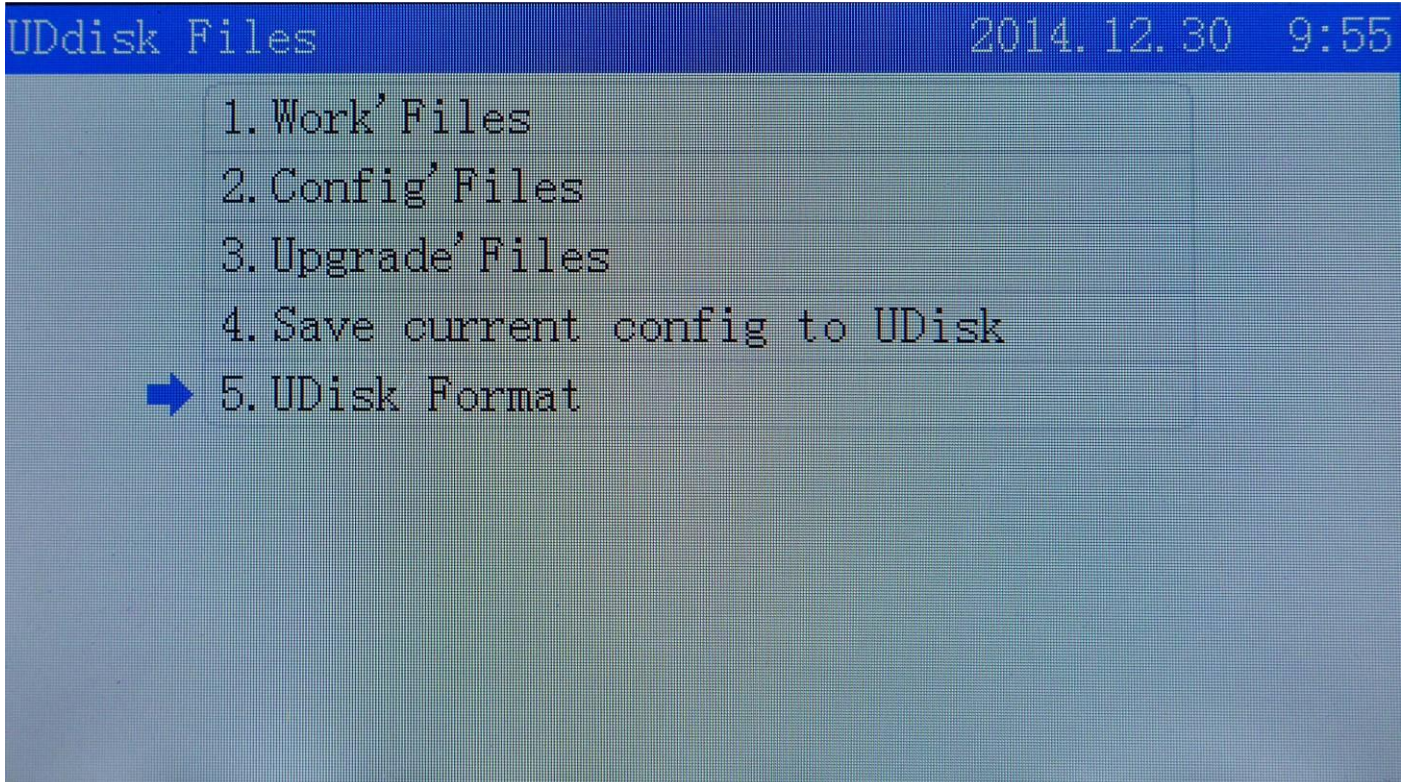 UDdisk Files 2014.12.30 9:55
1.Work'Files
2.Config'Files
3.Upgrade'Files
4.Save current config to UDisk
5.UDisk Format